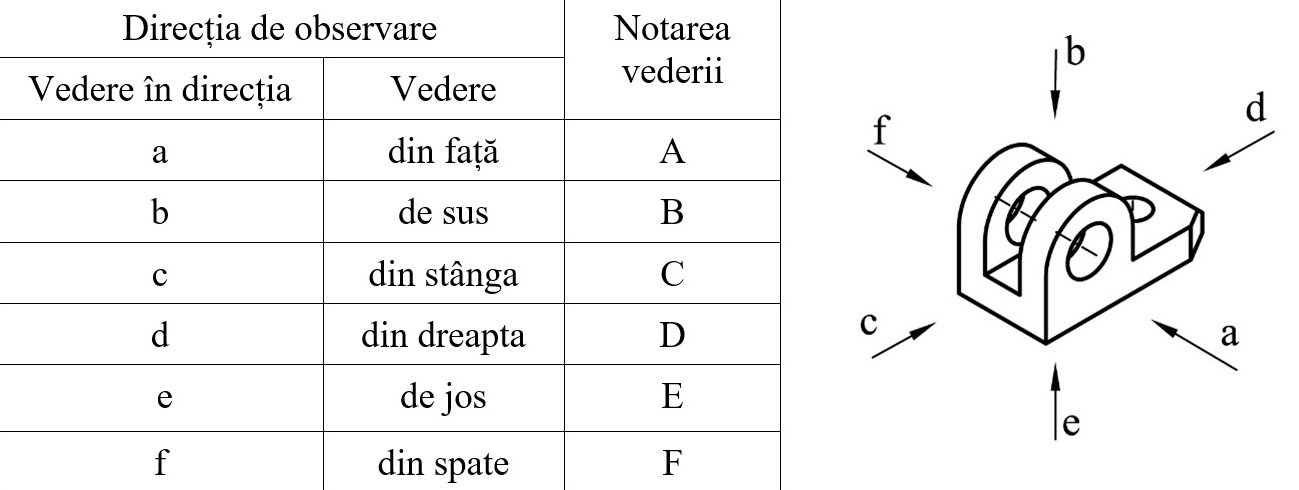 Direcția de observare
Notarea vederii
Vedere în direcția
Vedere
a
din față
A
b
de sus
B
c
din stânga
C
d
din dreapta
D
e
de jos
E
f
din spate
F
b
d
f
c
a
e